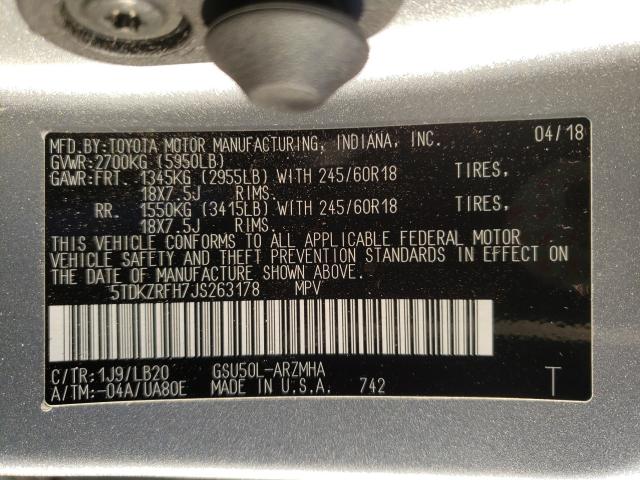 MFD.BY:TOYOTA MOTOR MANUFACTURING, INDIANA, INC. 04/18
GVWR:2700KG (5950LB)
GAWR:FRT. 1345KG (2955LB) WITH 245/60R18 TIRES,
18X7.5J RIMS.
RR. 1550KG (3415LB) WITH 245/60R18 TIRES,
18X7.5J RIMS.
THIS VEHICLE CONFORMS TO ALL APPLICABLE FEDERAL MOTOR
VEHICLE SAFETY AND THEFT PREVENTION STANDARDS IN EFFECT ON
THE DATE OF MANUFACTURE SHOWN ABOVE.
5TDKZRFH7JS263178 MPV
C/TR:1J9/LB20 GSU50L-ARZMHA
A/TM:-04A/UA80E MADE IN U.S.A. 742 T